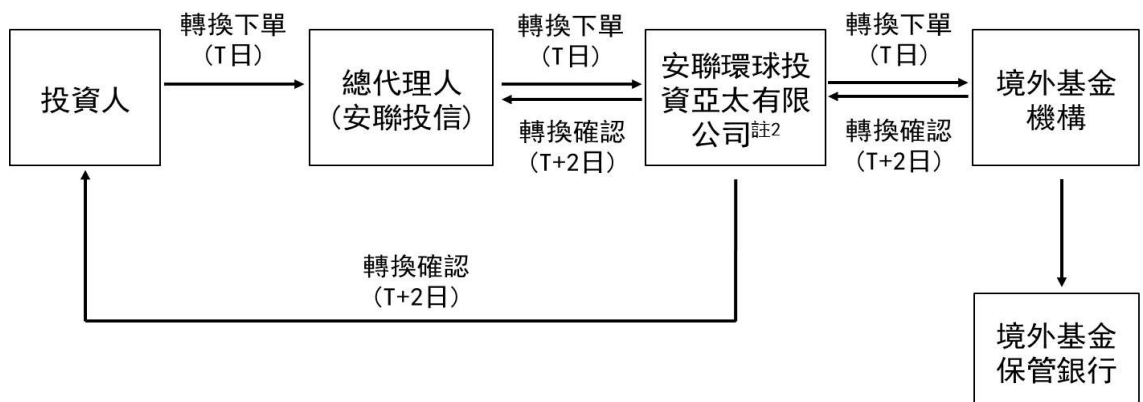 轉換下單
(T日)
轉換下單
(T日)
轉換下單
(T日)
投資人
總代理人
(安聯投信)
安聯環球投
資亞太有限
公司註2
境外基金
機構
轉換確認
(T+2日)
轉換確認
(T+2日)
轉換確認
(T+2日)
境外基金
保管銀行